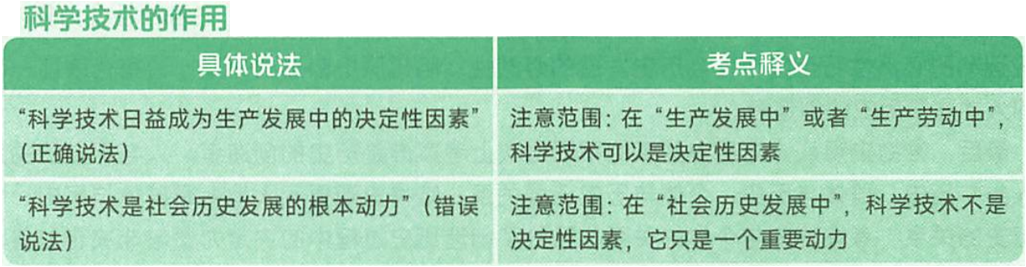 科学技术的作用
具体说法
考点释义
“科学技术日益成为生产发展中的决定性因素”
（正确说法）
注意范围：在“生产发展中”或者“生产劳动中”，
科学技术可以是决定性因素
“科学技术是社会历史发展的根本动力”（错误
说法）
注意范围：在“社会历史发展中”，科学技术不是
决定性因素，它只是一个重要动力